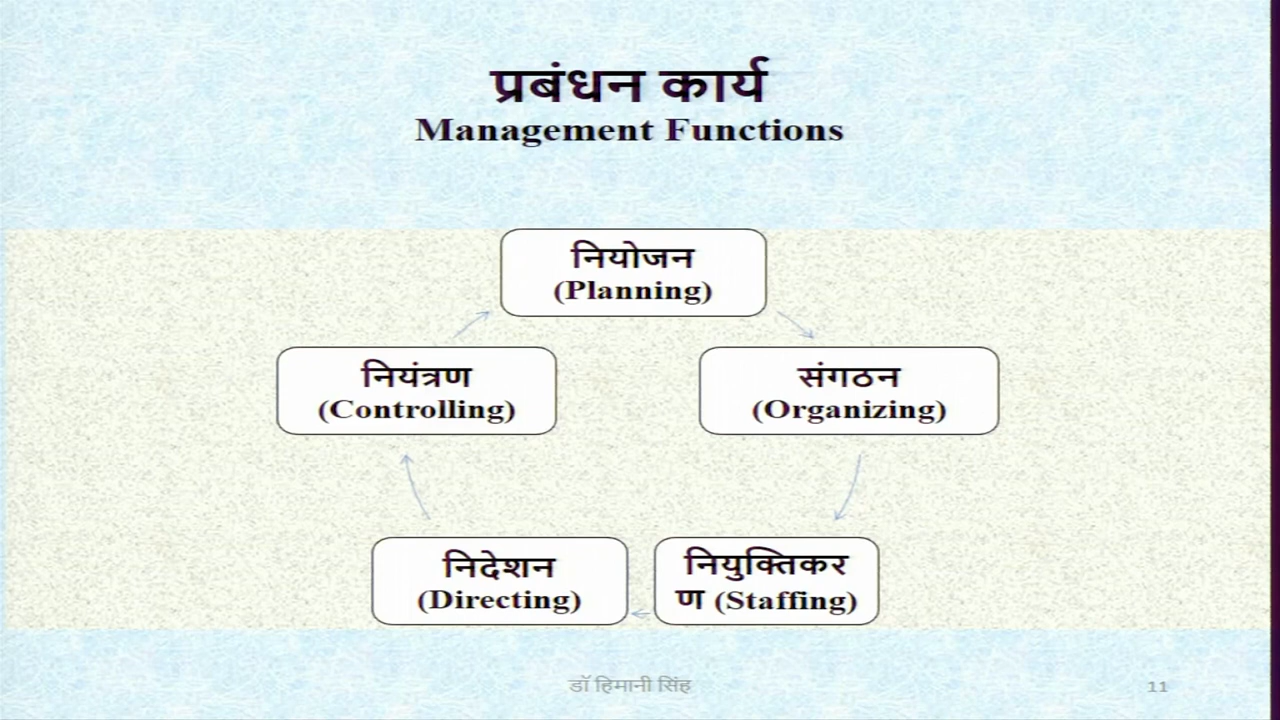 प्रबंधन कार्य
Management Functions
नियोजन
(Planning)
नियंत्रण
(Controlling)
संगठन
(Organizing)
निदेशन
(Directing)
नियुक्तिकर
ण (Staffing)
डॉ हिमानी सिंह
11